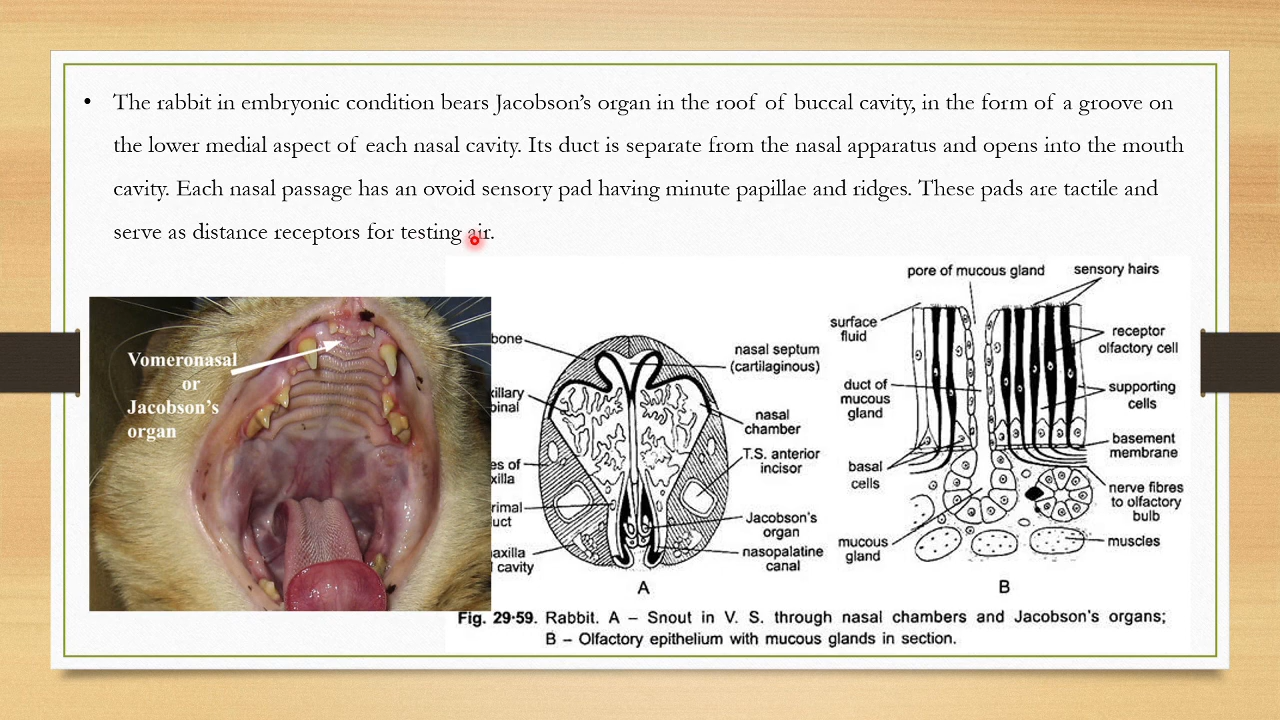 • The rabbit in embryonic condition bears Jacobson's organ in the roof of buccal cavity, in the form of a groove on
the lower medial aspect of each nasal cavity. Its duct is separate from the nasal apparatus and opens into the mouth
cavity. Each nasal passage has an ovoid sensory pad having minute papillae and ridges. These pads are tactile and
serve as distance receptors for testing air.
Vomeronasal
or
Jacobson's
organ
bone
nasal septum
(cartilaginous)
nasal
chamber
T.S. anterior
incisor
Jacobson's
organ
nasopalatine
canal
cavity
A
pore of mucous gland
sensory hairs
surface
fluid
receptor
olfactory cell
duct of
mucous
gland
supporting
cells
basement
membrane
basal
cells
nerve fibres
to olfactory
bulb
mucous
gland
muscles
B
Fig. 29·59. Rabbit. A – Snout in V. S. through nasal chambers and Jacobson's organs;
B – Olfactory epithelium with mucous glands in section.